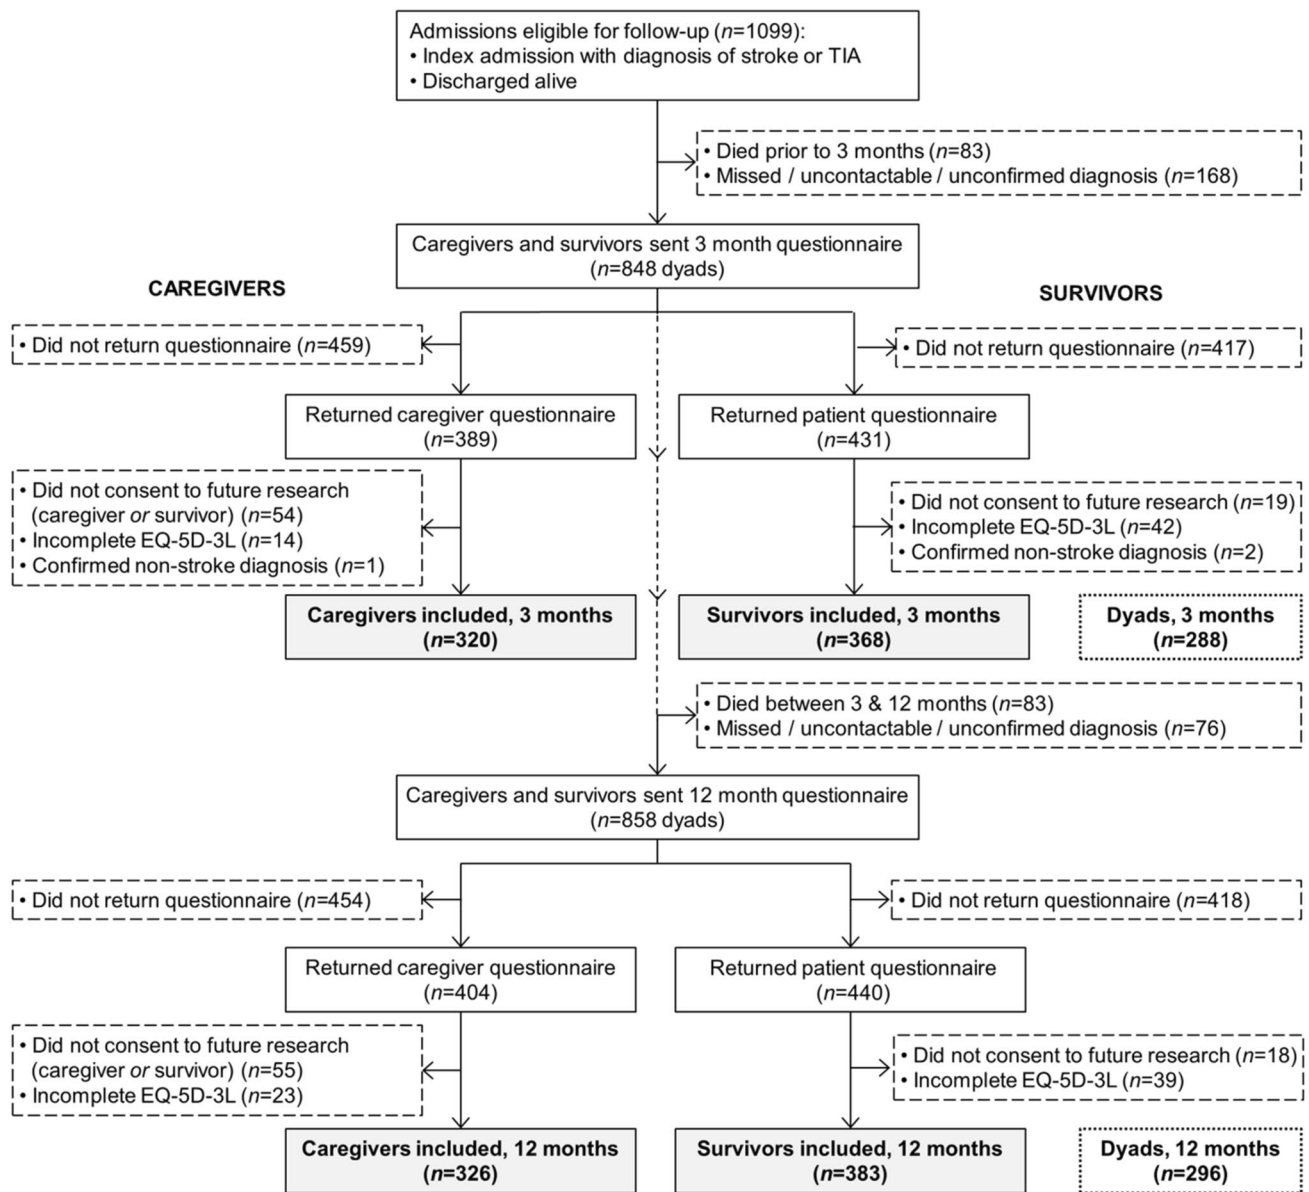 Admissions eligible for follow-up (n=1099):
• Index admission with diagnosis of stroke or TIA
• Discharged alive
• Died prior to 3 months (n=83)
• Missed / uncontactable / unconfirmed diagnosis (n=168)
Caregivers and survivors sent 3 month questionnaire
(n=848 dyads)
CAREGIVERS
SURVIVORS
• Did not return questionnaire (n=459)
• Did not return questionnaire (n=417)
Returned caregiver questionnaire
(n=389)
Returned patient questionnaire
(n=431)
• Did not consent to future research
(caregiver or survivor) (n=54)
• Incomplete EQ-5D-3L (n=14)
• Confirmed non-stroke diagnosis (n=1)
• Did not consent to future research (n=19)
• Incomplete EQ-5D-3L (n=42)
• Confirmed non-stroke diagnosis (n=2)
Caregivers included, 3 months
(n=320)
Survivors included, 3 months
(n=368)
Dyads, 3 months
(n=288)
• Died between 3 & 12 months (n=83)
• Missed / uncontactable / unconfirmed diagnosis (n=76)
Caregivers and survivors sent 12 month questionnaire
(n=858 dyads)
• Did not return questionnaire (n=454)
• Did not return questionnaire (n=418)
Returned caregiver questionnaire
(n=404)
Returned patient questionnaire
(n=440)
• Did not consent to future research
(caregiver or survivor) (n=55)
• Incomplete EQ-5D-3L (n=23)
• Did not consent to future research (n=18)
• Incomplete EQ-5D-3L (n=39)
Caregivers included, 12 months
(n=326)
Survivors included, 12 months
(n=383)
Dyads, 12 months
(n=296)